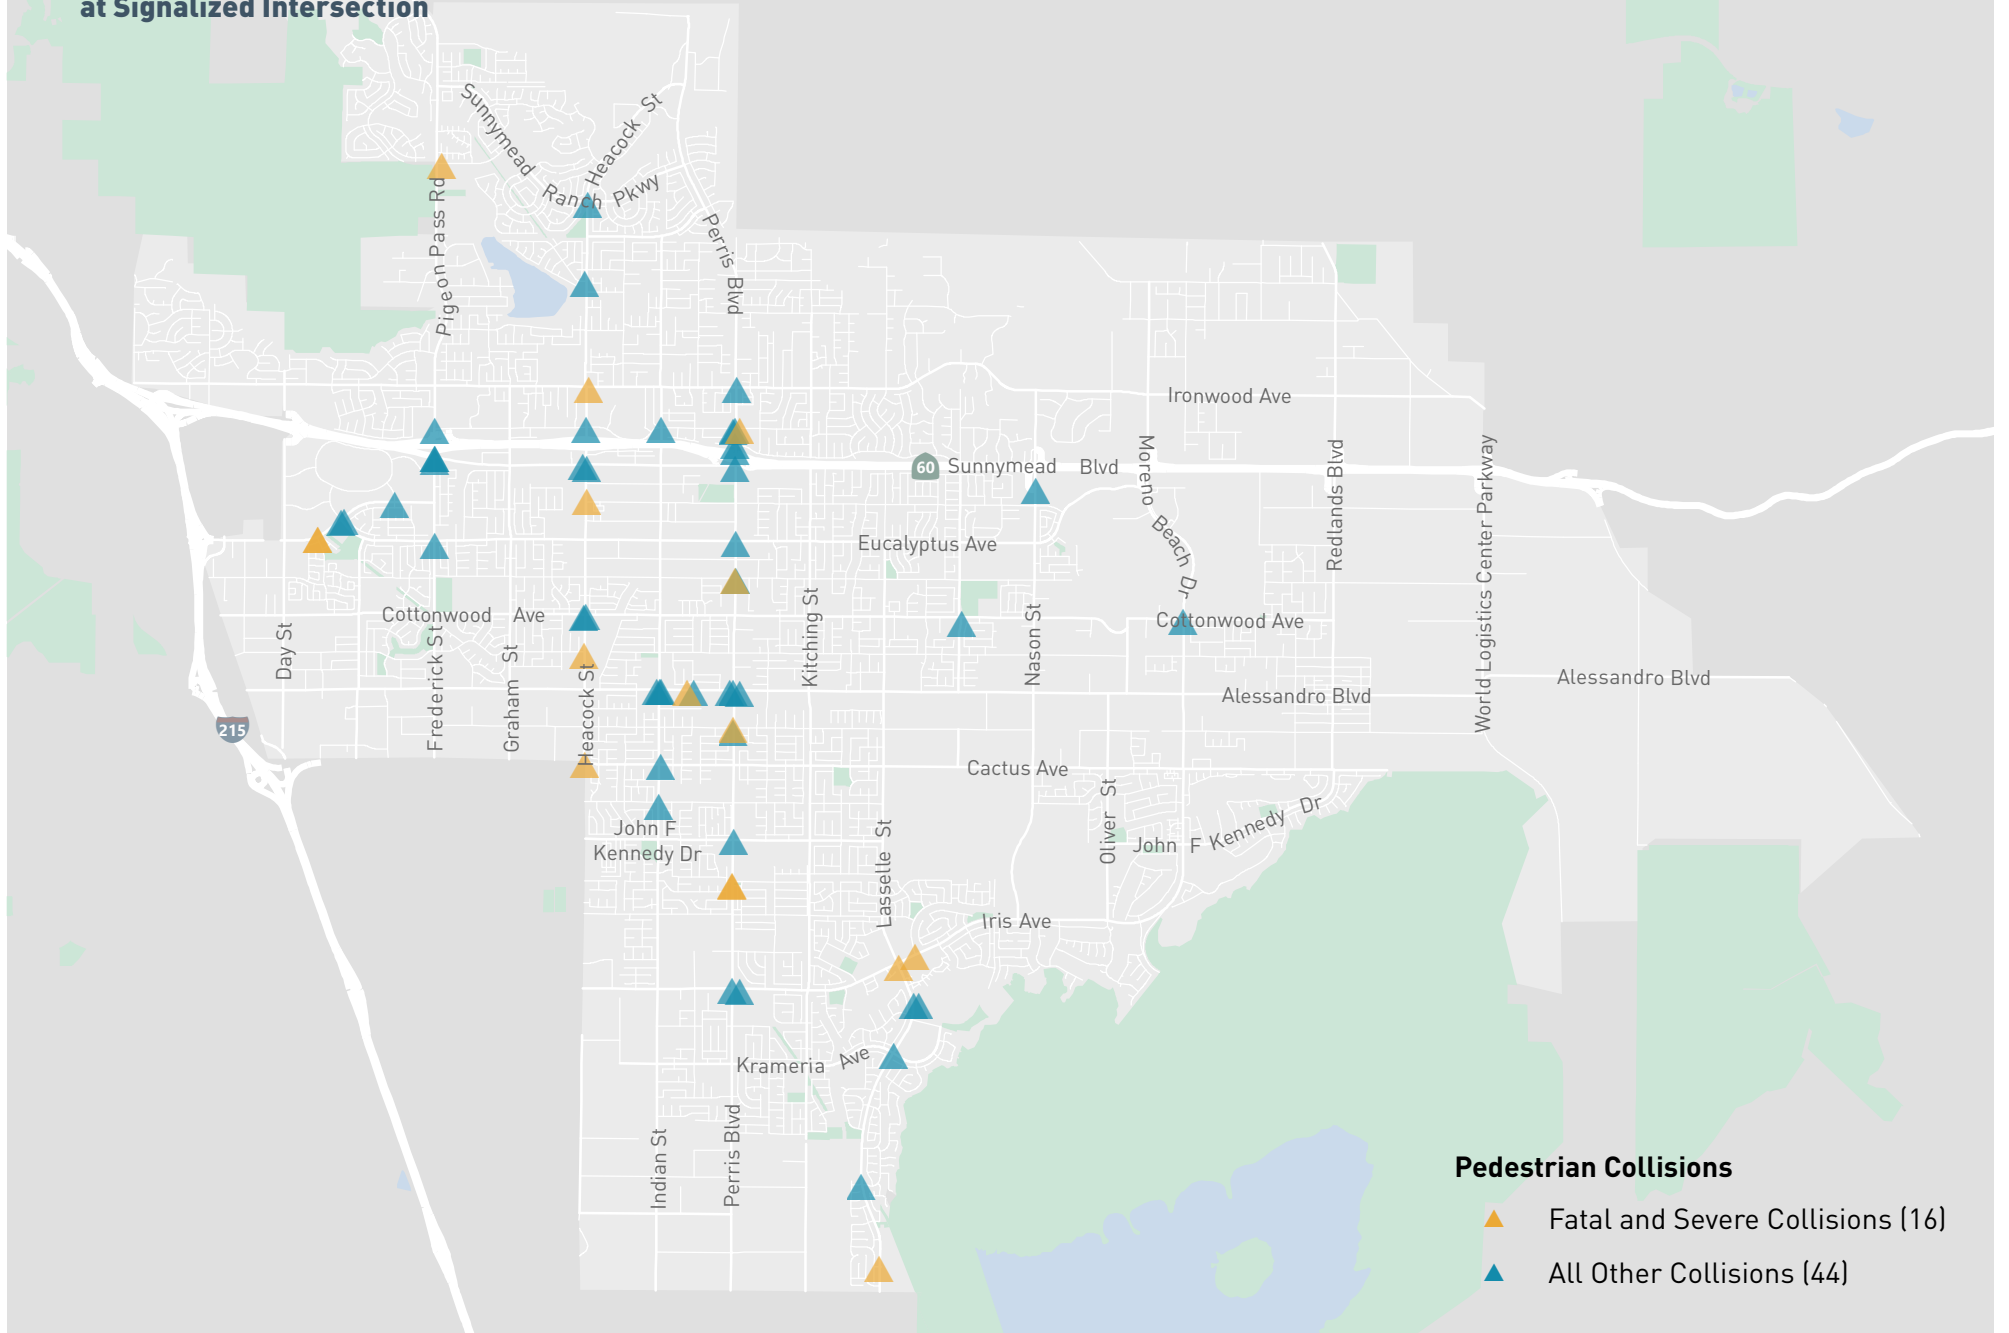 at Signalized Intersection
Sunnymead Ranch Pkwy
Heacock St
Pigeon Pass Rd
Perris Blvd
Ironwood Ave
60
Sunnymead Blvd
Moreno Beach Dr
Redlands Blvd
World Logistics Center Parkway
Eucalyptus Ave
Cottonwood Ave
Cottonwood Ave
Day St
Frederick St
Graham St
Heacock St
Kitching St
Nason St
Alessandro Blvd
Alessandro Blvd
215
Cactus Ave
Oliver St
John F
Kennedy Dr
John F Kennedy Dr
Lasselle St
Iris Ave
Krameria Ave
Indian St
Perris Blvd
Pedestrian Collisions
Fatal and Severe Collisions (16)
All Other Collisions (44)